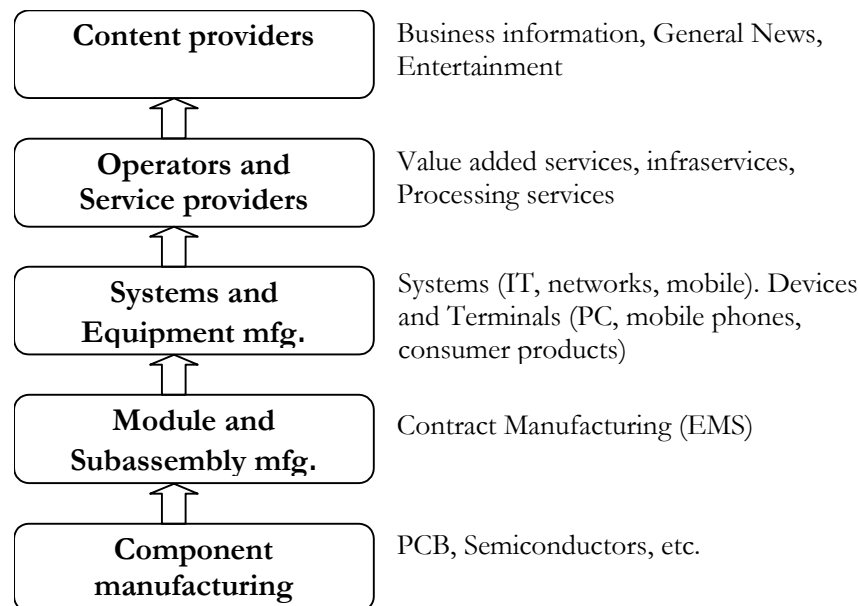 Content providers
Business information, General News,
Entertainment
Operators and
Service providers
Value added services, infraservices,
Processing services
Systems and
Equipment mfg.
Systems (IT, networks, mobile). Devices
and Terminals (PC, mobile phones,
consumer products)
Module and
Subassembly mfg.
Contract Manufacturing (EMS)
Component
manufacturing
PCB, Semiconductors, etc.